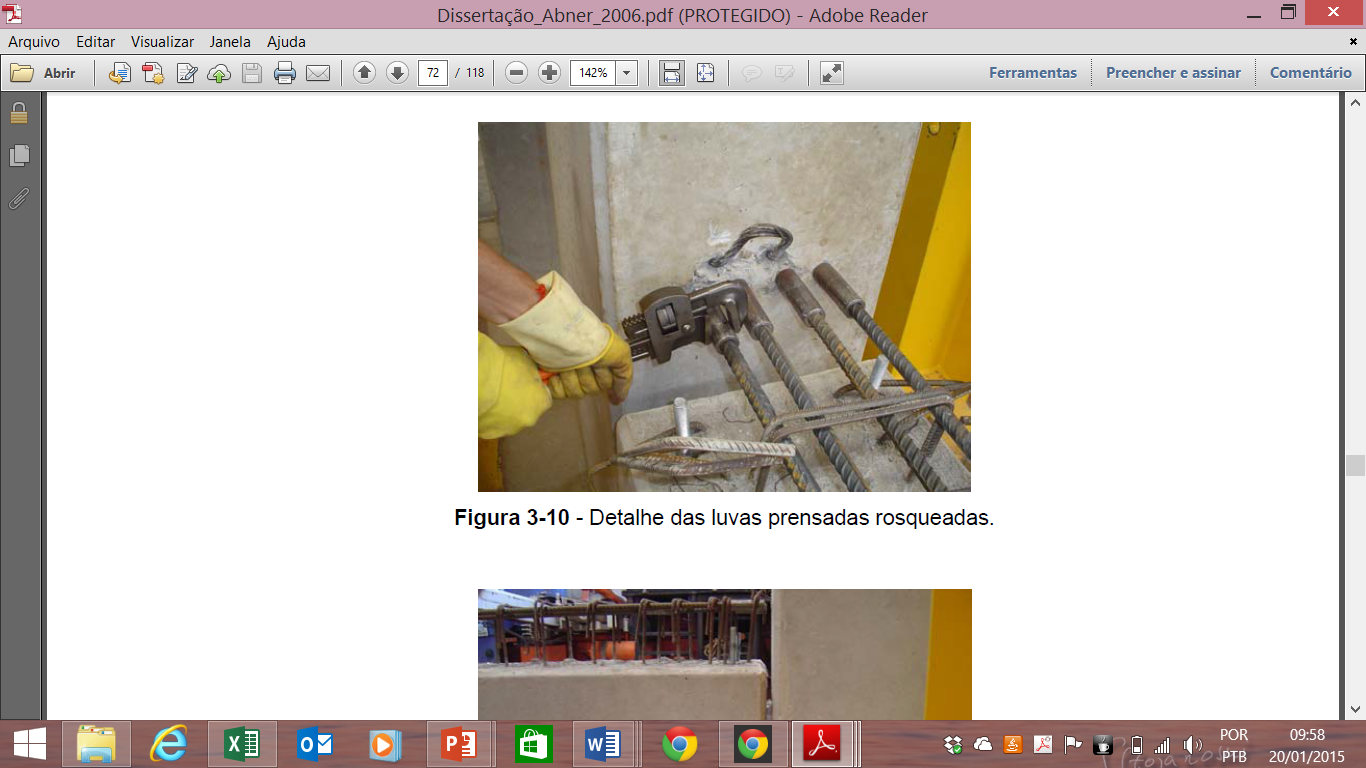 Dissertação_Abner_2006.pdf (PROTEGIDO) - Adobe Reader
Arquivo Editar Visualizar Janela Ajuda
Abrir 72 / 118 142% Ferramentas Preencher e assinar Comentário
Figura 3-10 - Detalhe das luvas prensadas rosqueadas.
POR 09:58
PTB 20/01/2015